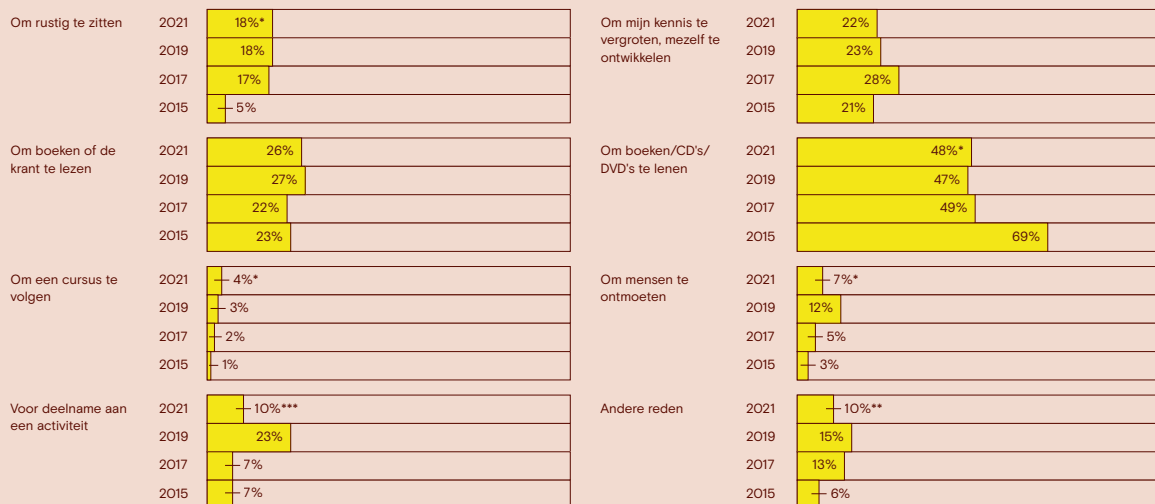 Om rustig te zitten
2021 18%*
2019 18%
2017 17%
2015 5%
Om boeken of de
krant te lezen
2021 26%
2019 27%
2017 22%
2015 23%
Om een cursus te
volgen
2021 4%*
2019 3%
2017 2%
2015 1%
Voor deelname aan
een activiteit
2021 10%***
2019 23%
2017 7%
2015 7%
Om mijn kennis te
vergroten, mezelf te
ontwikkelen
2021 22%
2019 23%
2017 28%
2015 21%
Om boeken/CD's/
DVD's te lenen
2021 48%*
2019 47%
2017 49%
2015 69%
Om mensen te
ontmoeten
2021 7%*
2019 12%
2017 5%
2015 3%
Andere reden
2021 10%**
2019 15%
2017 13%
2015 6%